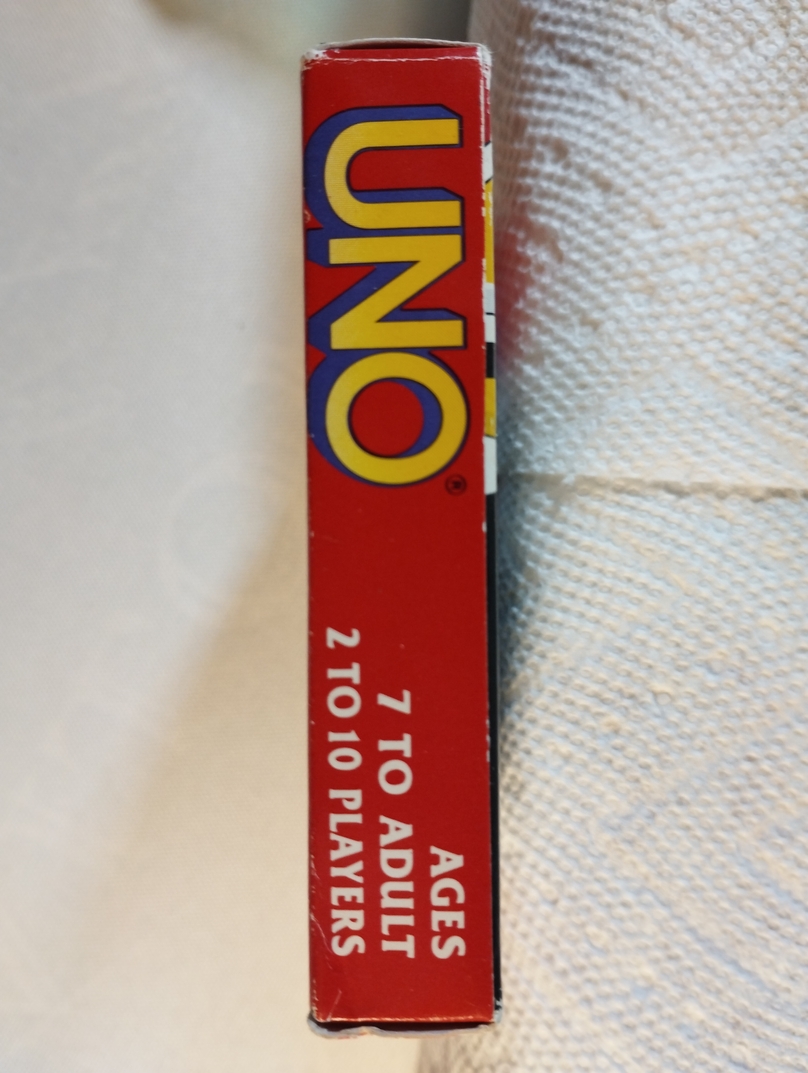 UNO®
AGES
7 TO ADULT
2 TO 10 PLAYERS